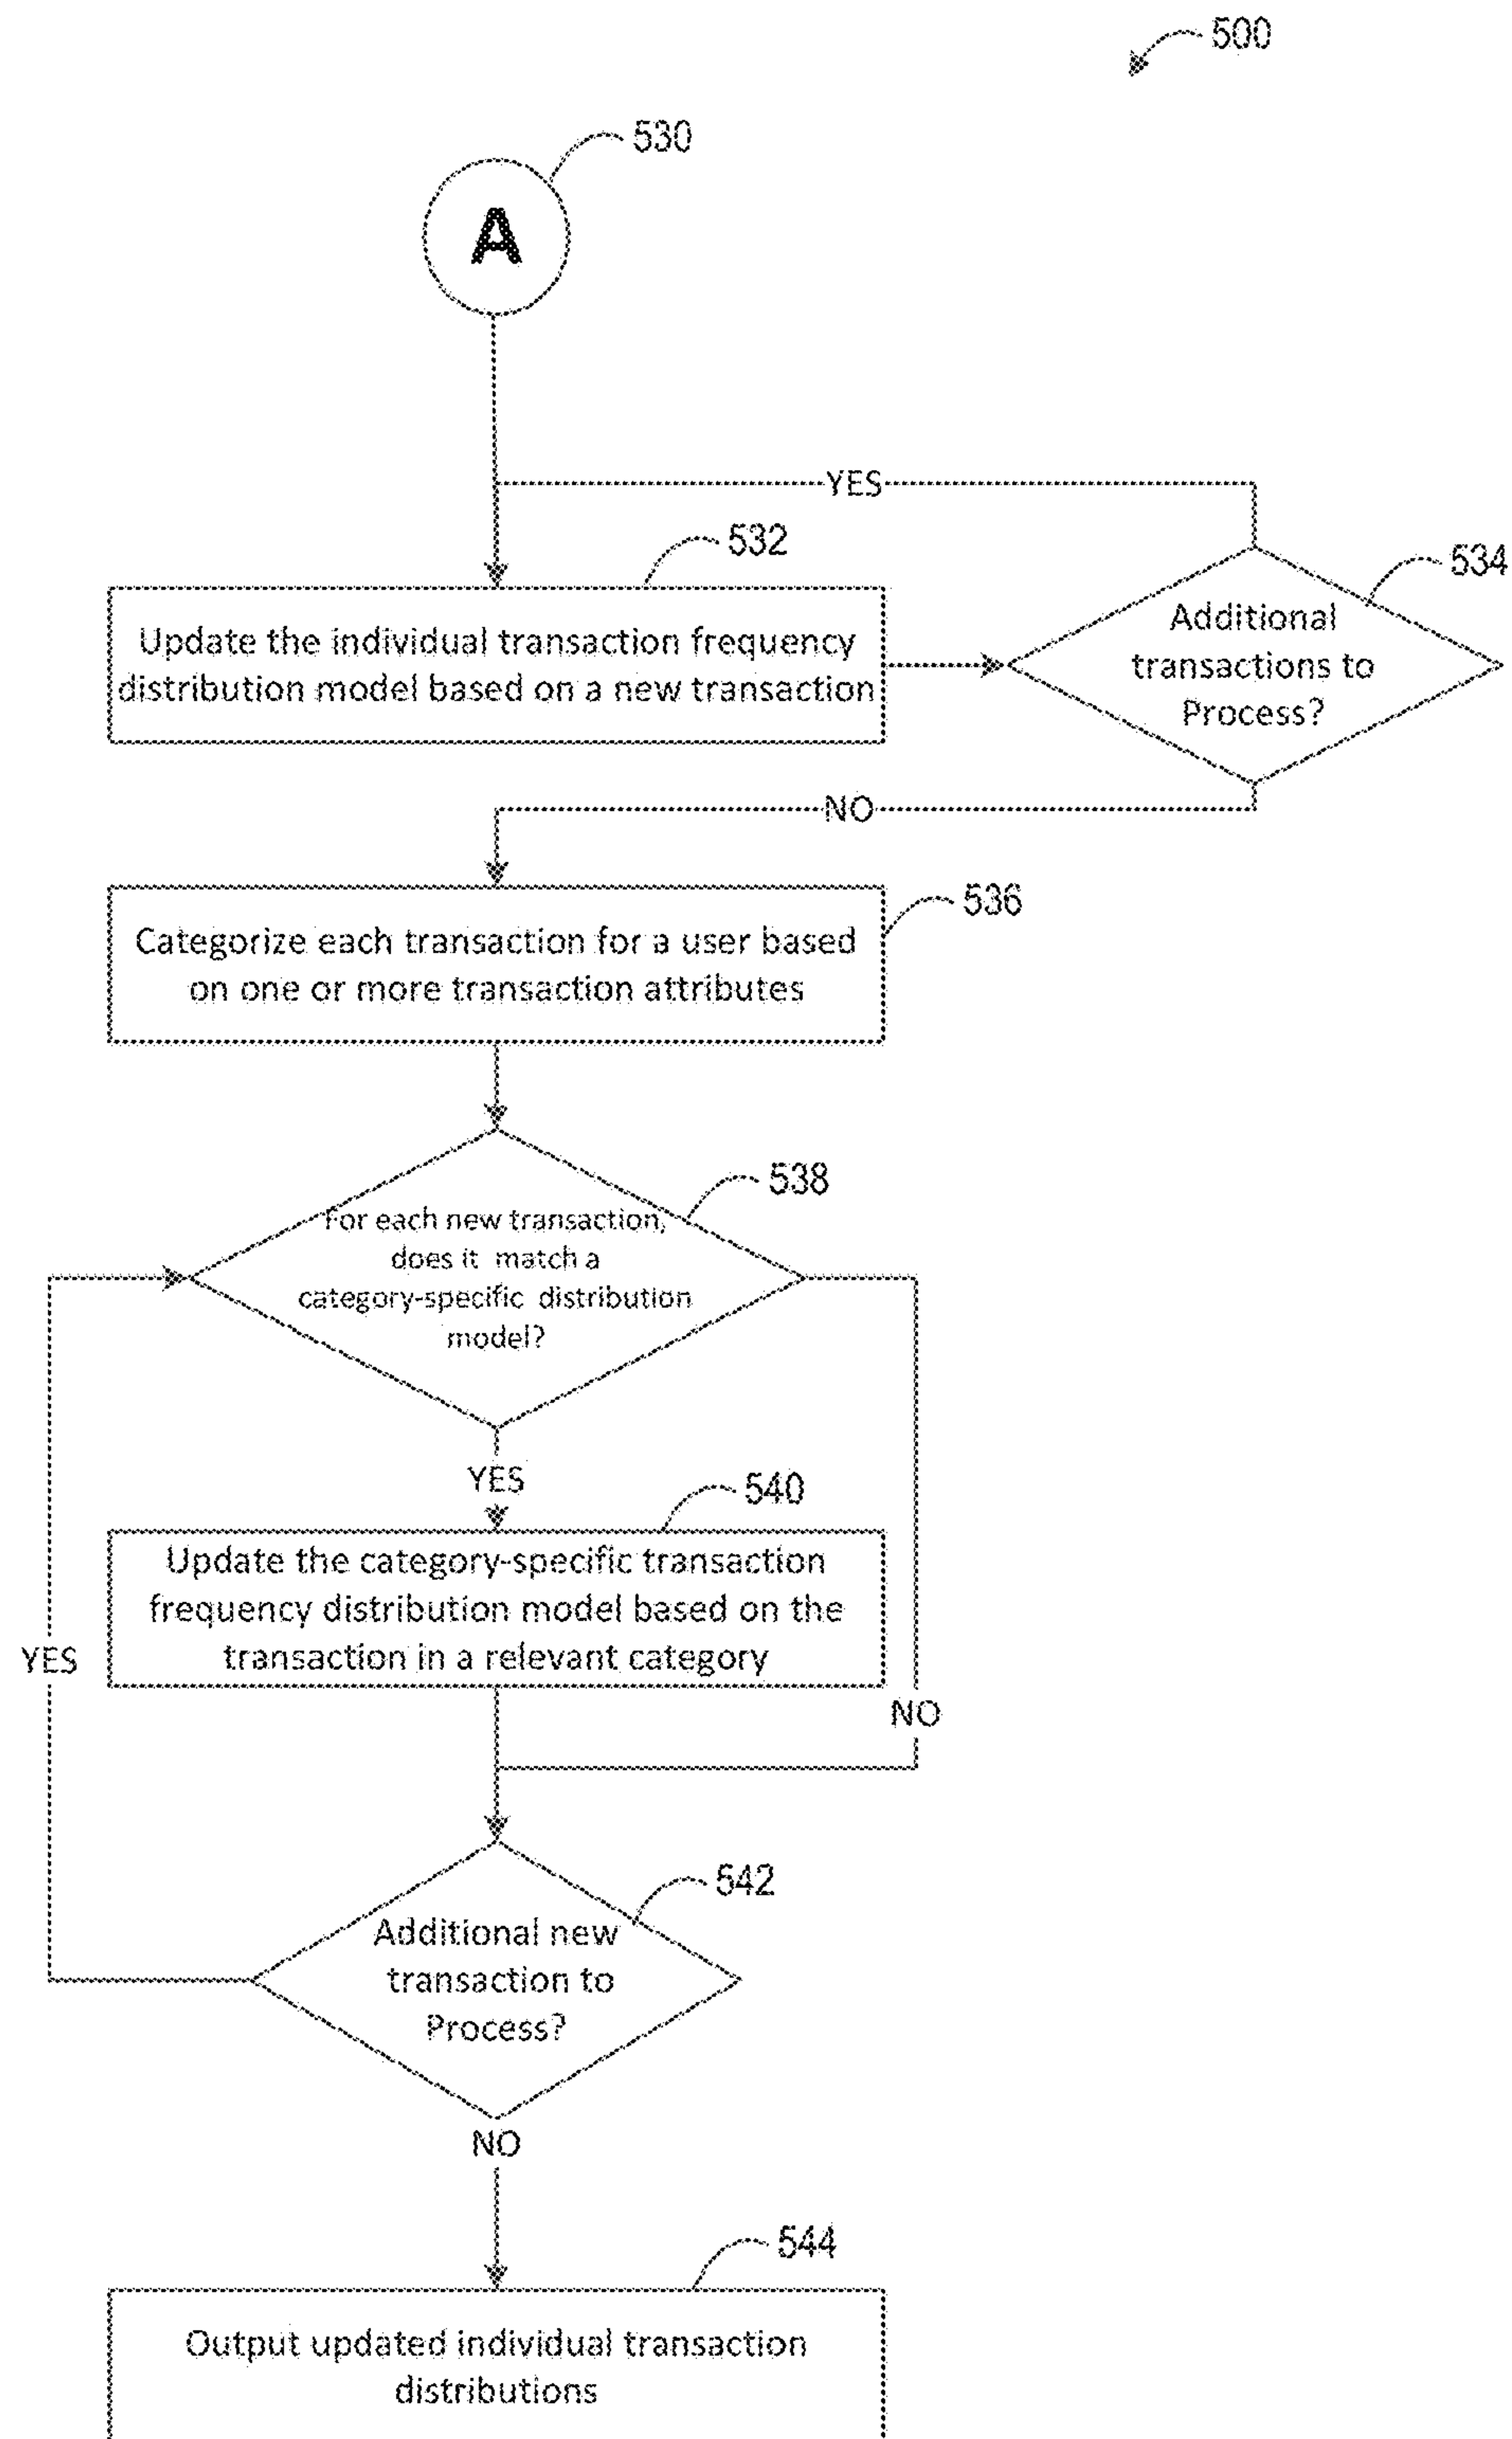 500
530
A
YES
532
534
Update the individual transaction frequency
distribution model based on a new transaction
Additional
transactions to
Process?
NO
536
Categorize each transaction for a user based
on one or more transaction attributes
538
For each new transaction,
does it match a
category-specific distribution
model?
YES
540
Update the category-specific transaction
frequency distribution model based on the
transaction in a relevant category
YES
NO
542
Additional new
transaction to
Process?
NO
544
Output updated individual transaction
distributions